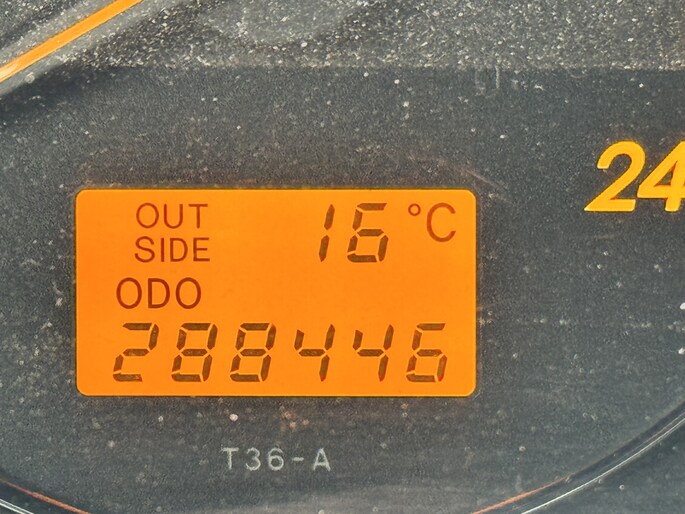 24
OUT SIDE 16 °C
ODO
288446
T36-A